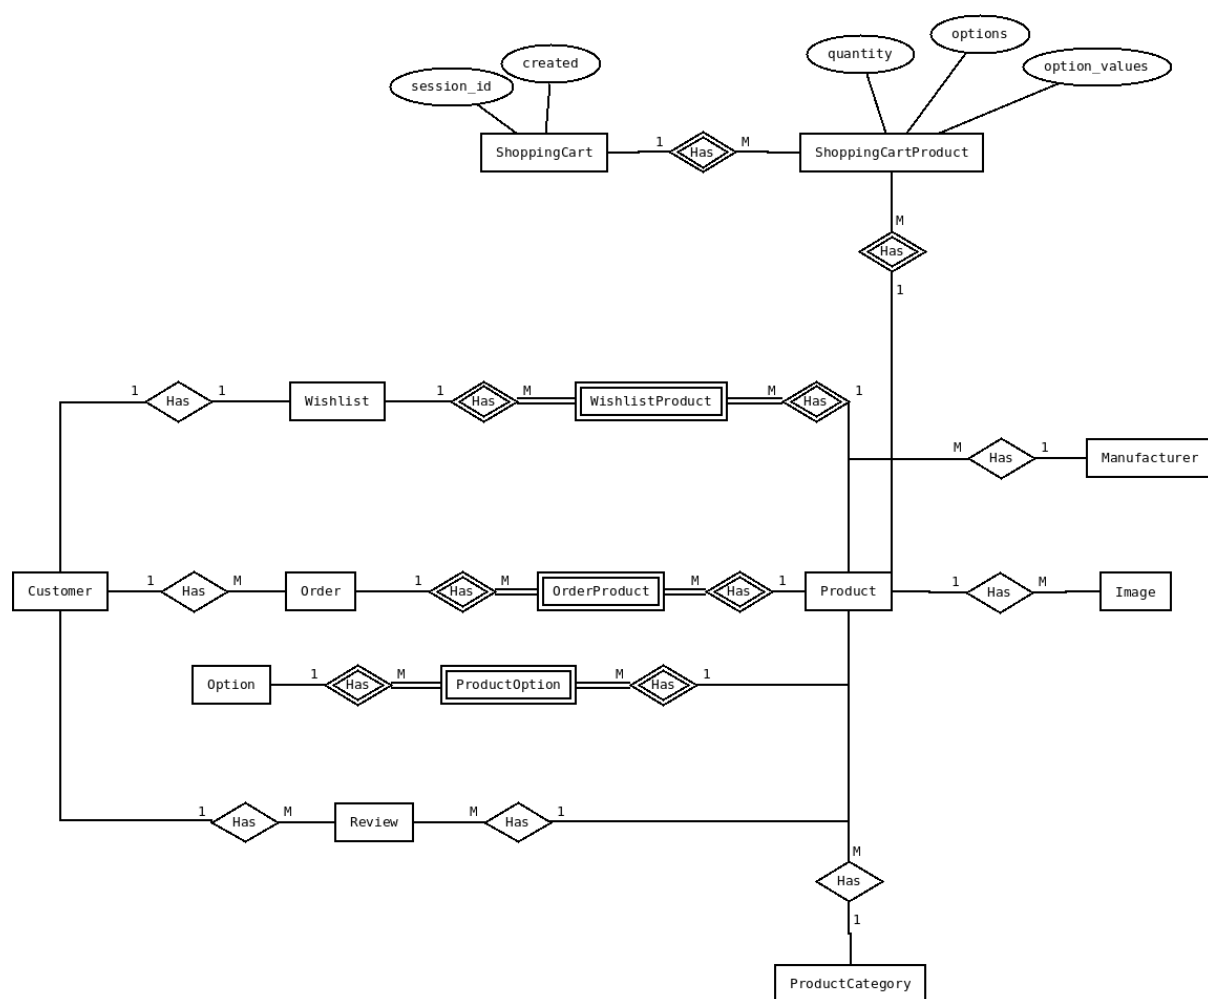 options
quantity
created
option_values
session_id
ShoppingCart
1
Has
M
ShoppingCartProduct
M
Has
1
1
Has
1
Wishlist
1
Has
M
WishlistProduct
M
Has
1
M
Has
1
Manufacturer
Customer
1
Has
M
Order
1
Has
M
OrderProduct
M
Has
1
Product
1
Has
M
Image
Option
1
Has
M
ProductOption
M
Has
1
1
Has
M
Review
M
Has
1
M
Has
1
ProductCategory